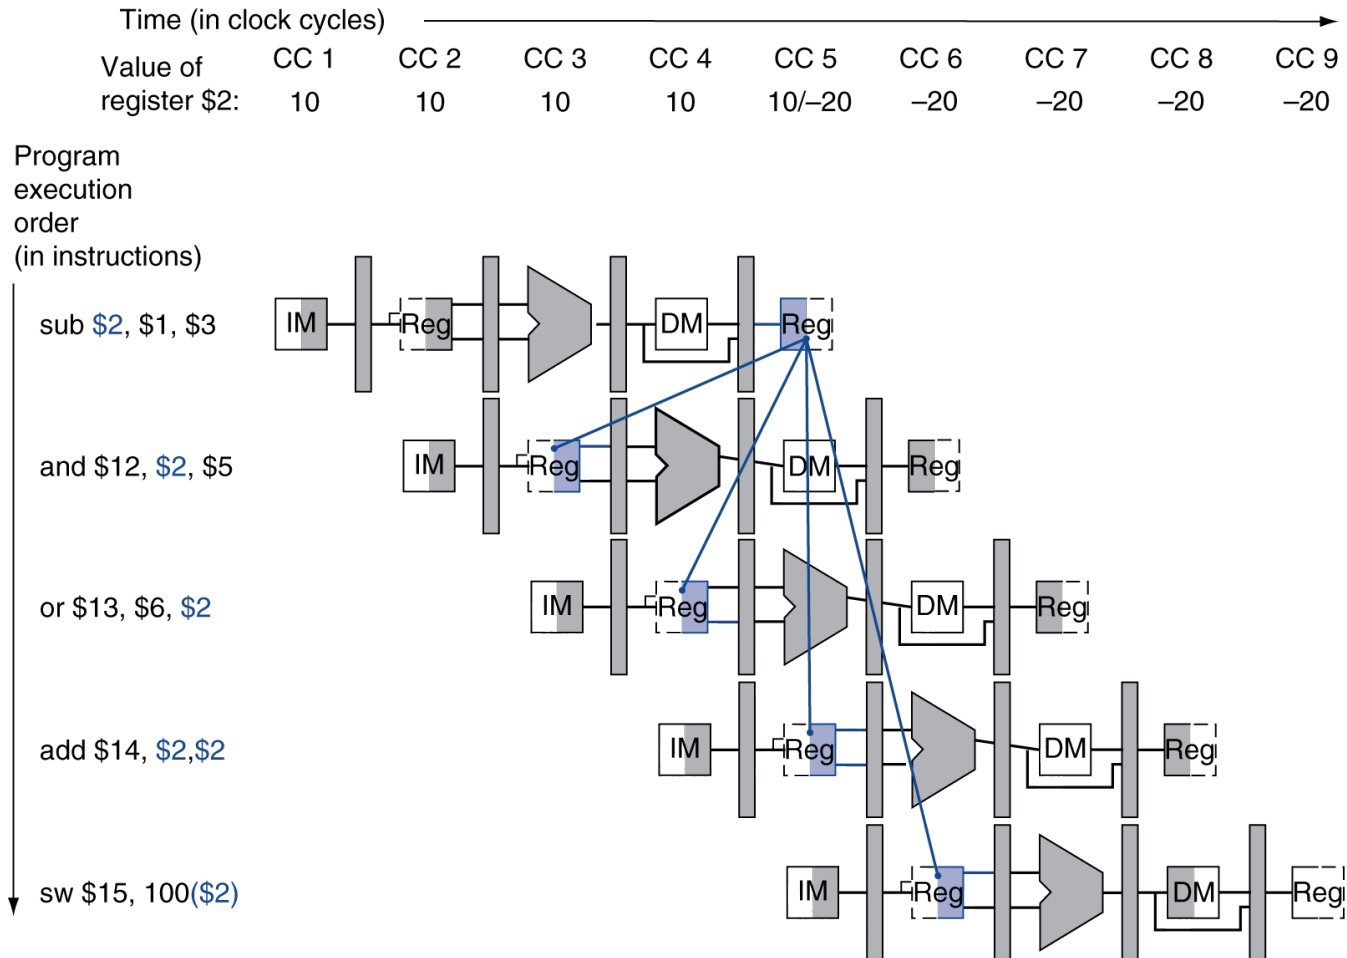 Time (in clock cycles)
CC 1 CC 2 CC 3 CC 4 CC 5 CC 6 CC 7 CC 8 CC 9
Value of
register $2: 10 10 10 10 10/–20 –20 –20 –20 –20
Program
execution
order
(in instructions)
sub $2, $1, $3 IM Reg DM Reg
and $12, $2, $5 IM Reg DM Reg
or $13, $6, $2 IM Reg DM Reg
add $14, $2,$2 IM Reg DM Reg
sw $15, 100($2) IM Reg DM Reg